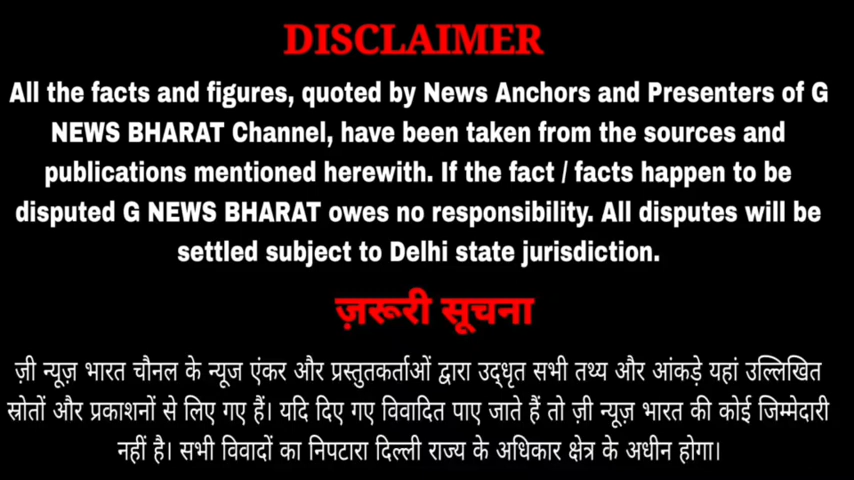 DISCLAIMER
All the facts and figures, quoted by News Anchors and Presenters of G
NEWS BHARAT Channel, have been taken from the sources and
publications mentioned herewith. If the fact / facts happen to be
disputed G NEWS BHARAT owes no responsibility. All disputes will be
settled subject to Delhi state jurisdiction.
ज़रूरी सूचना
ज़ी न्यूज़ भारत चौनल के न्यूज एंकर और प्रस्तुतकर्ताओं द्वारा उद्धृत सभी तथ्य और आंकड़े यहां उल्लिखित
स्रोतों और प्रकाशनों से लिए गए हैं। यदि दिए गए विवादित पाए जाते हैं तो ज़ी न्यूज़ भारत की कोई जिम्मेदारी
नहीं है। सभी विवादों का निपटारा दिल्ली राज्य के अधिकार क्षेत्र के अधीन होगा।